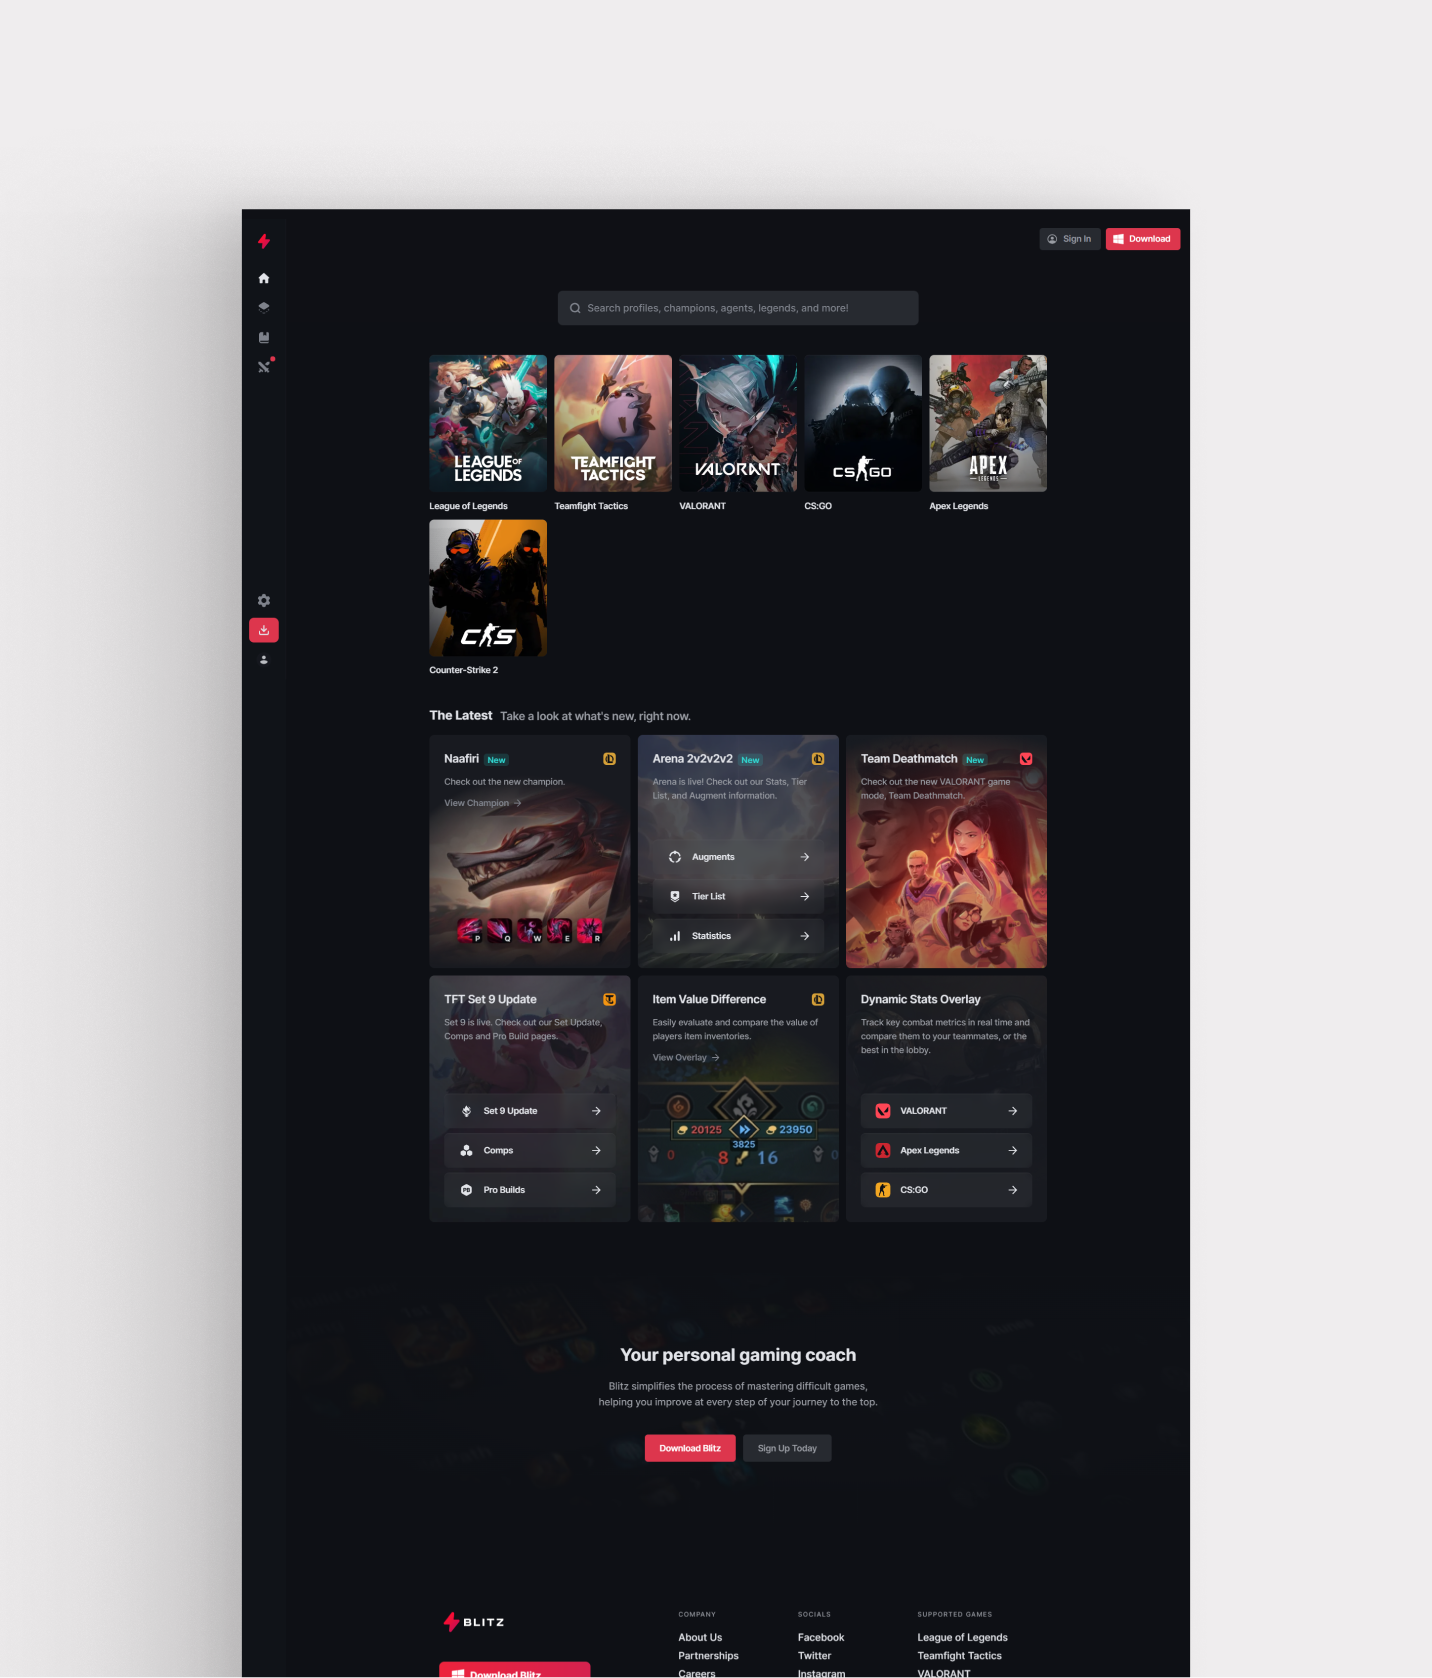 Sign In
Download
Search profiles, champions, agents, legends, and more!
LEAGUE OF
LEGENDS
TEAMFIGHT
TACTICS
VALORANT
CS GO
APEX
LEGENDS
League of Legends
Teamfight Tactics
VALORANT
CS:GO
Apex Legends
CS
Counter-Strike 2
The Latest Take a look at what's new, right now.
Naafiri New
Check out the new champion.
View Champion →
P Q W E R
Arena 2v2v2v2 New
Arena is live! Check out our Stats, Tier
List, and Augment information.
Augments →
Tier List →
Statistics →
Team Deathmatch New
Check out the new VALORANT game
mode, Team Deathmatch.
TFT Set 9 Update
Set 9 is live. Check out our Set Update,
Comps and Pro Build pages.
Set 9 Update →
Comps →
PB Pro Builds →
Item Value Difference
Easily evaluate and compare the value of
players item inventories.
View Overlay →
20125 23950
3825
0 8 16 0
Dynamic Stats Overlay
Track key combat metrics in real time and
compare them to your teammates, or the
best in the lobby.
VALORANT →
Apex Legends →
CS:GO →
Your personal gaming coach
Blitz simplifies the process of mastering difficult games,
helping you improve at every step of your journey to the top.
Download Blitz
Sign Up Today
BLITZ
Download Blitz
COMPANY
About Us
Partnerships
Careers
SOCIALS
Facebook
Twitter
Instagram
SUPPORTED GAMES
League of Legends
Teamfight Tactics
VALORANT